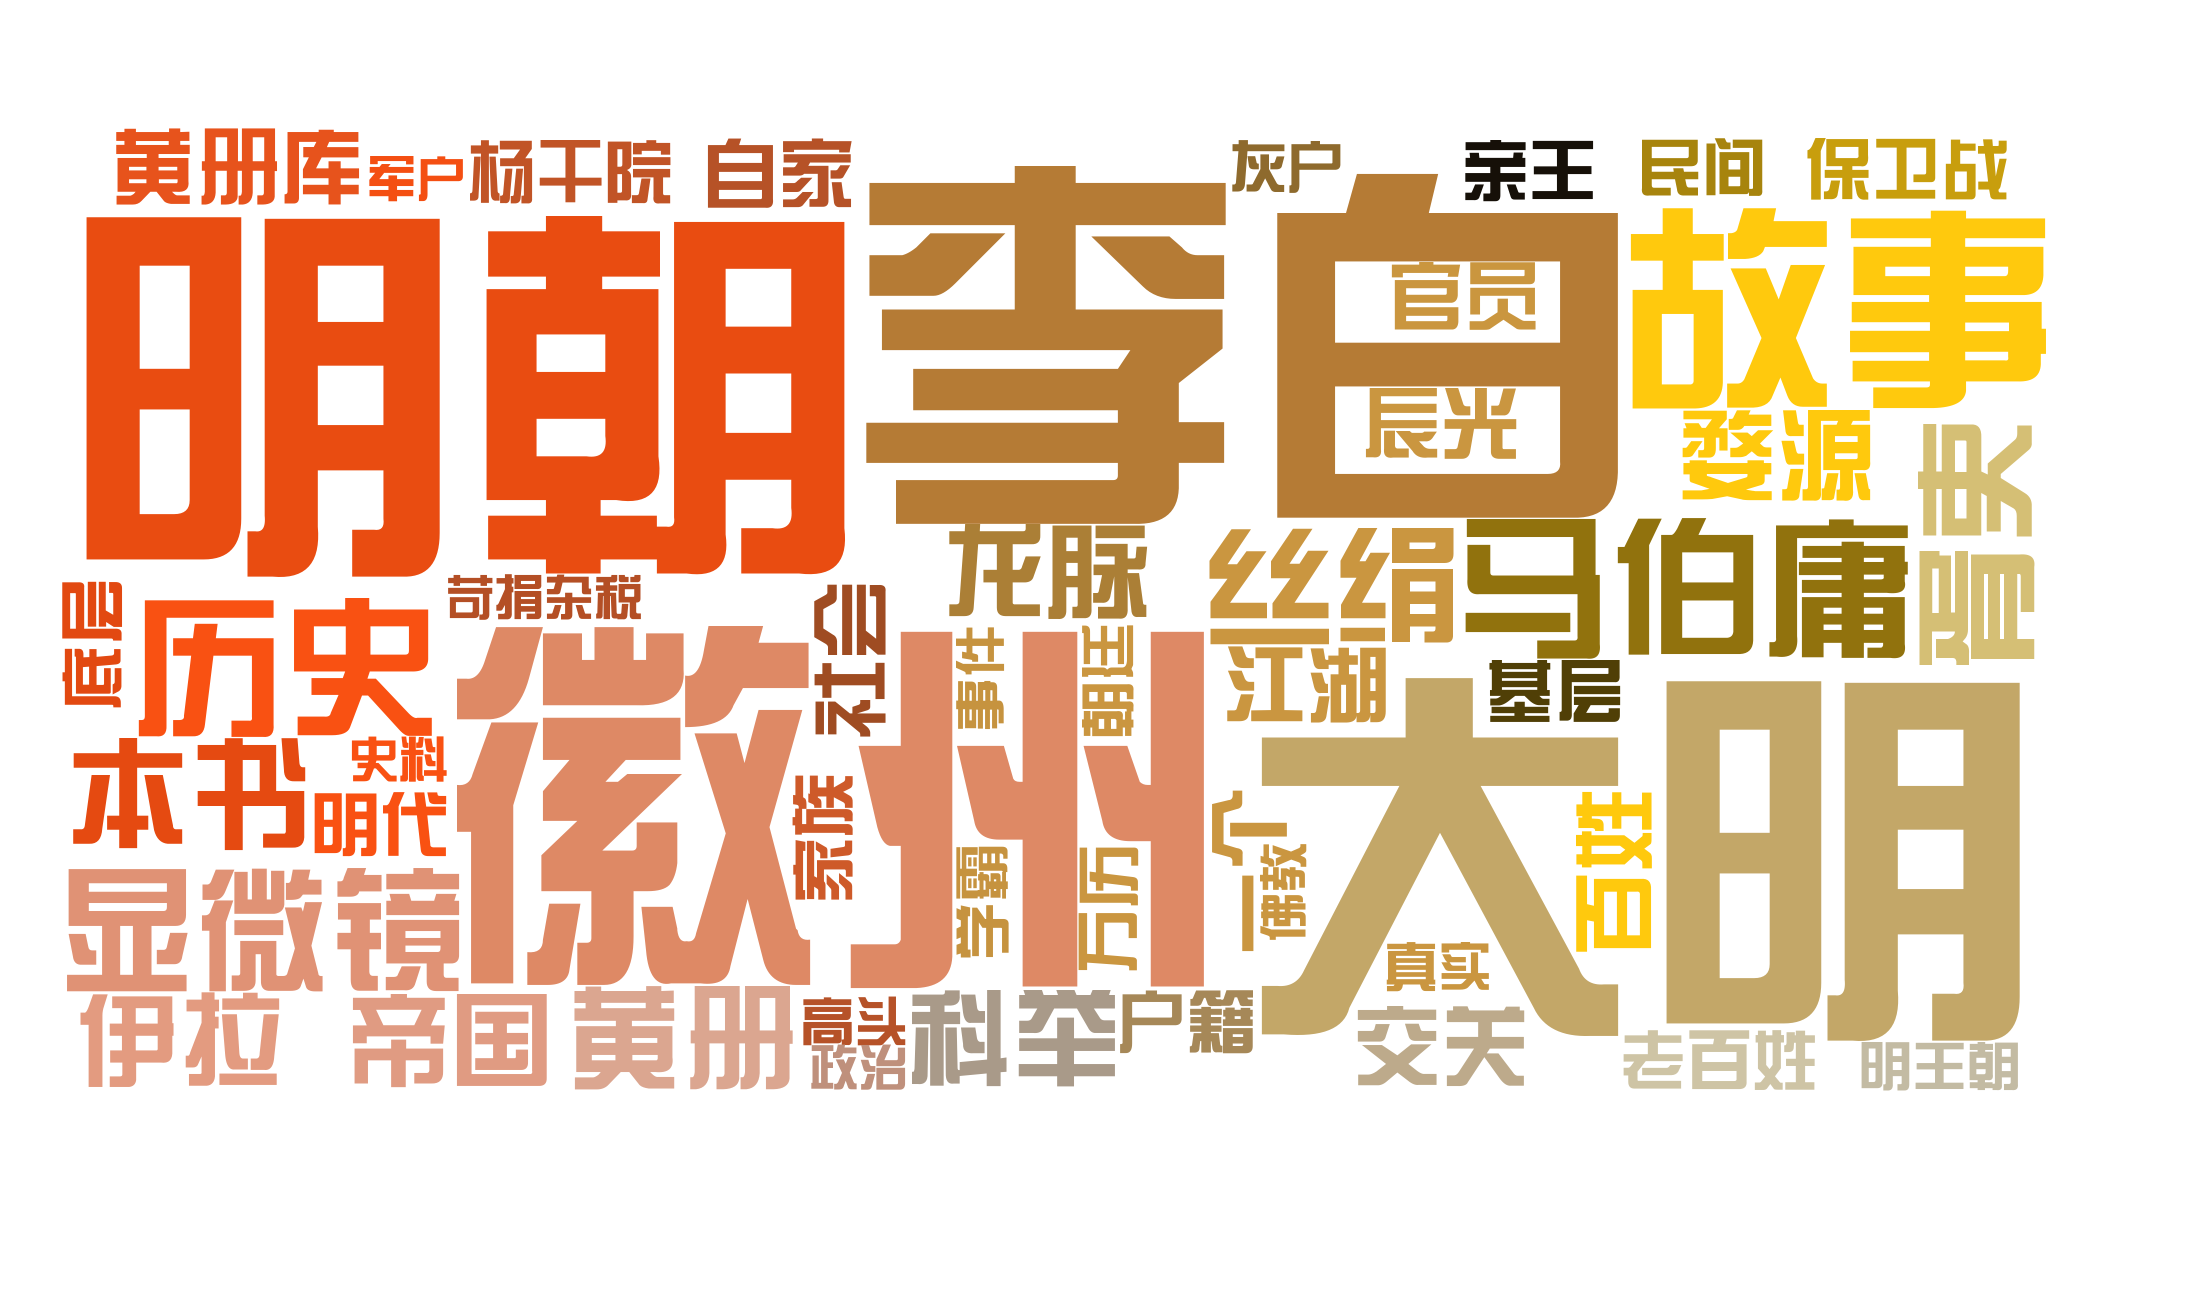 黄册库
军户
杨干院
自家
灰户
亲王
民间
保卫战
明朝
李白
官员
晨光
故事
婺源
胥吏
龙脉
丝绢
马伯庸
苛捐杂税
底层
历史
社会
事件
朝廷
江湖
基层
徽州
大明
本书
史料
明代
家族
学霸
万历
一个
佛教
百姓
显微镜
真实
伊拉
帝国
黄册
高头
政治
科举
户籍
交关
老百姓
明王朝